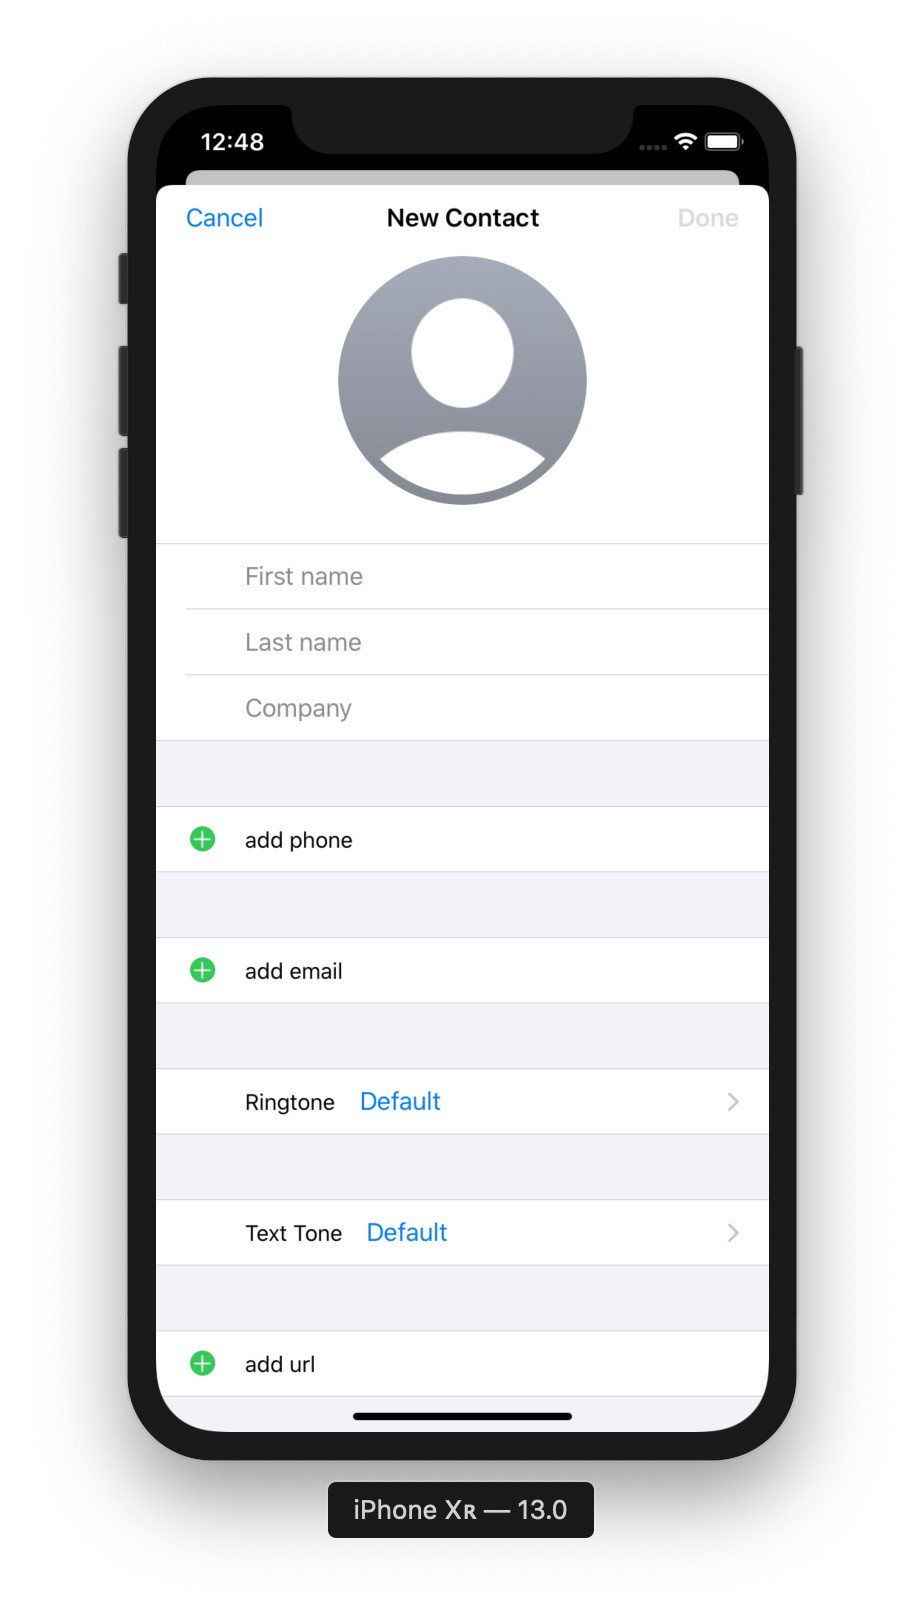 12:48
Cancel New Contact Done
First name
Last name
Company
add phone
add email
Ringtone Default
Text Tone Default
add url
iPhone Xʀ — 13.0